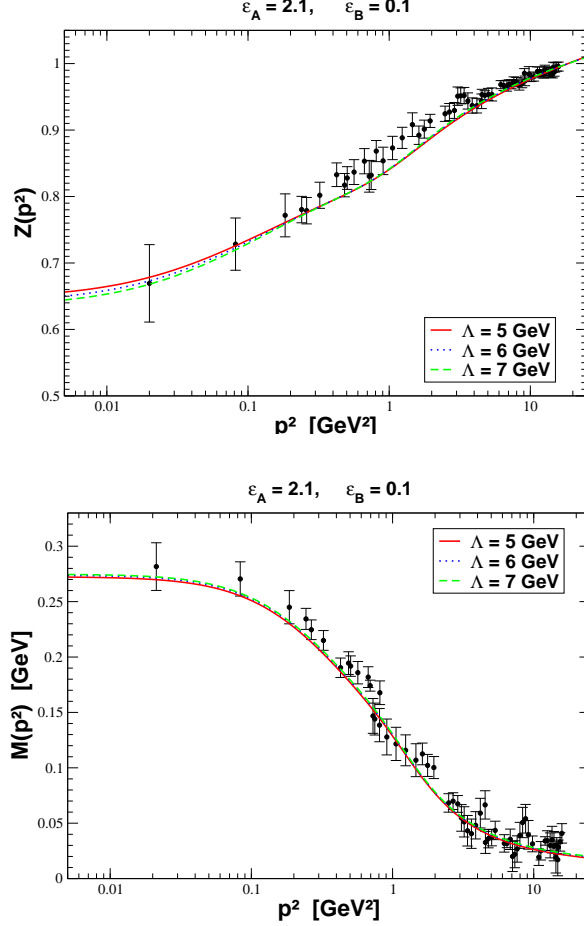 ε_A = 2.1, ε_B = 0.1
1
0.9
0.8
0.7
0.6
0.5
Z(p²)
Λ = 5 GeV
Λ = 6 GeV
Λ = 7 GeV
0.01 0.1 1 10
p² [GeV²]
ε_A = 2.1, ε_B = 0.1
0.3
0.25
0.2
0.15
0.1
0.05
0
M(p²) [GeV]
Λ = 5 GeV
Λ = 6 GeV
Λ = 7 GeV
0.01 0.1 1 10
p² [GeV²]